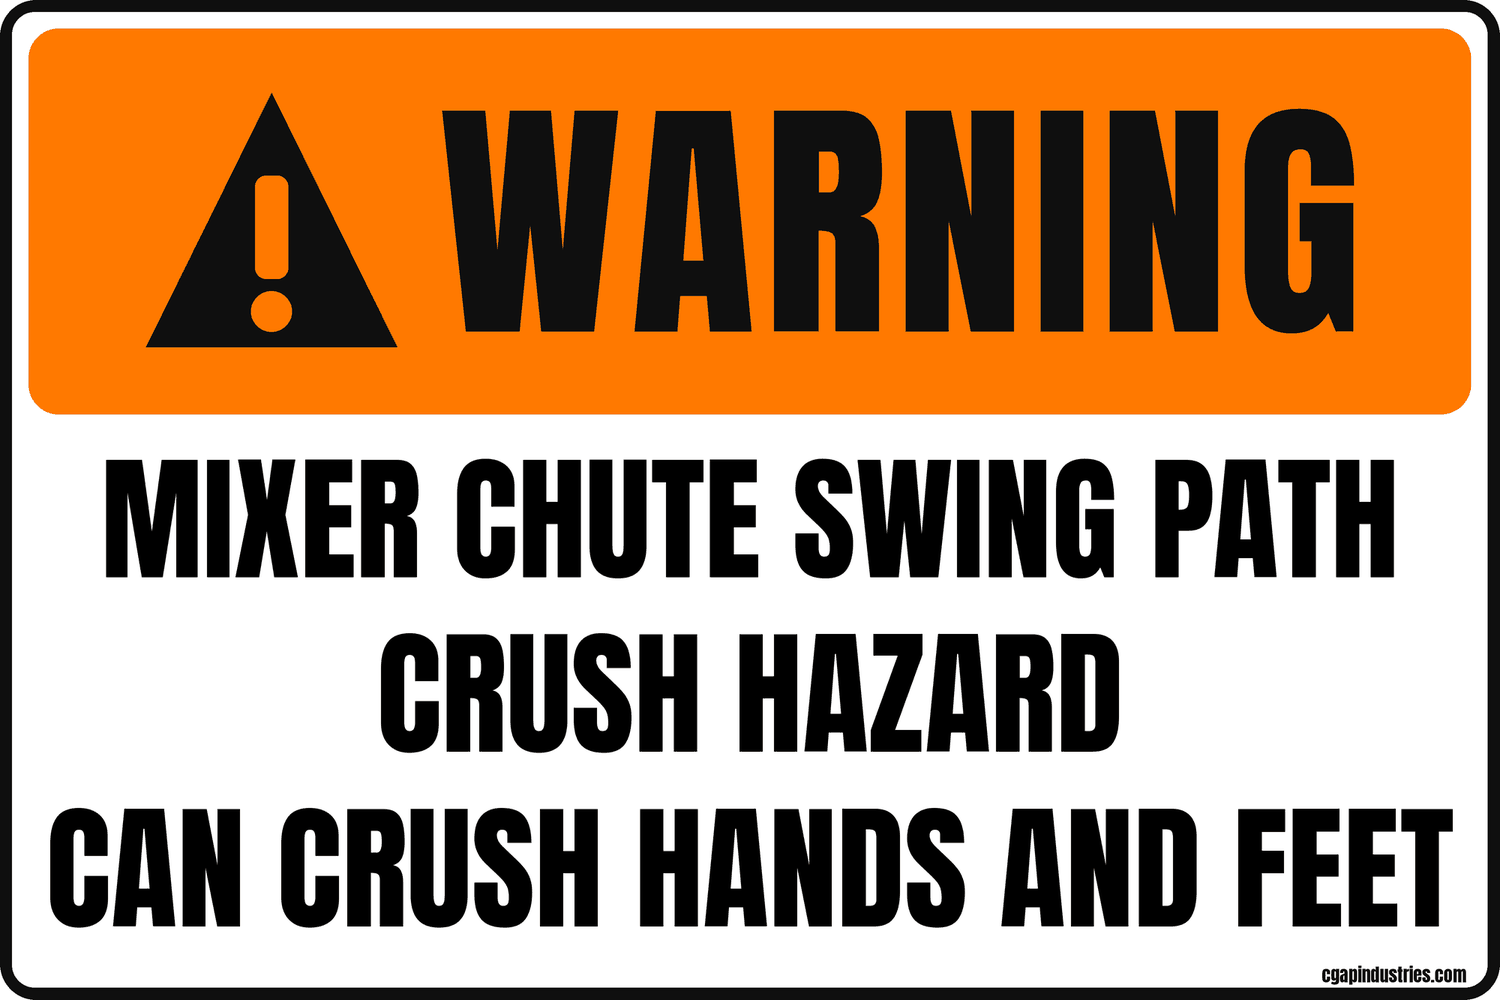 WARNING
MIXER CHUTE SWING PATH
CRUSH HAZARD
CAN CRUSH HANDS AND FEET
cgapindustries.com